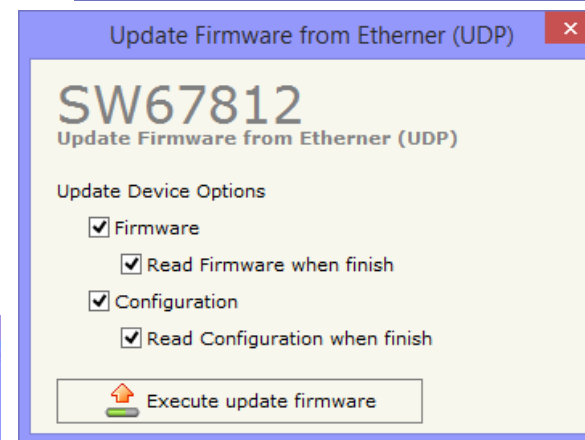 Update Firmware from Etherner (UDP)
SW67812
Update Firmware from Etherner (UDP)
Update Device Options
Firmware
Read Firmware when finish
Configuration
Read Configuration when finish
Execute update firmware